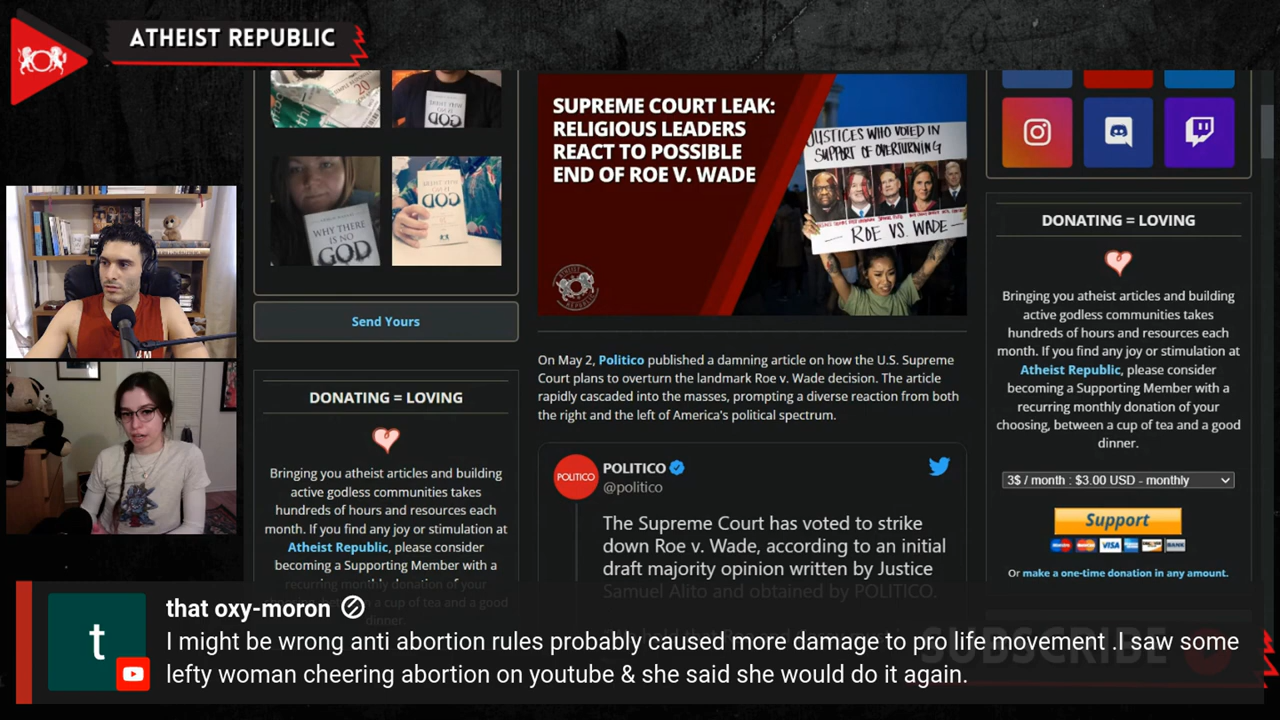 ATHEIST REPUBLIC
WHY THERE
IS NO
GOD
Send Yours
DONATING = LOVING
Bringing you atheist articles and building
active godless communities takes
hundreds of hours and resources each
month. If you find any joy or stimulation at
Atheist Republic, please consider
becoming a Supporting Member with a
recurring monthly donation of your
SUPREME COURT LEAK:
RELIGIOUS LEADERS
REACT TO POSSIBLE
END OF ROE V. WADE
JUSTICES WHO VOTED IN
SUPPORT OF OVERTURNING
ROE VS. WADE
On May 2, Politico published a damning article on how the U.S. Supreme
Court plans to overturn the landmark Roe v. Wade decision. The article
rapidly cascaded into the masses, prompting a diverse reaction from both
the right and the left of America's political spectrum.
POLITICO
POLITICO
@politico
The Supreme Court has voted to strike
down Roe v. Wade, according to an initial
draft majority opinion written by Justice
Samuel Alito and obtained by POLITICO.
DONATING = LOVING
Bringing you atheist articles and building
active godless communities takes
hundreds of hours and resources each
month. If you find any joy or stimulation at
Atheist Republic, please consider
becoming a Supporting Member with a
recurring monthly donation of your
choosing, between a cup of tea and a good
dinner.
3$ / month : $3.00 USD - monthly
Support
VISA
BANK
Or make a one-time donation in any amount.
SUBSCRIBE
t
that oxy-moron
I might be wrong anti abortion rules probably caused more damage to pro life movement .I saw some
lefty woman cheering abortion on youtube & she said she would do it again.